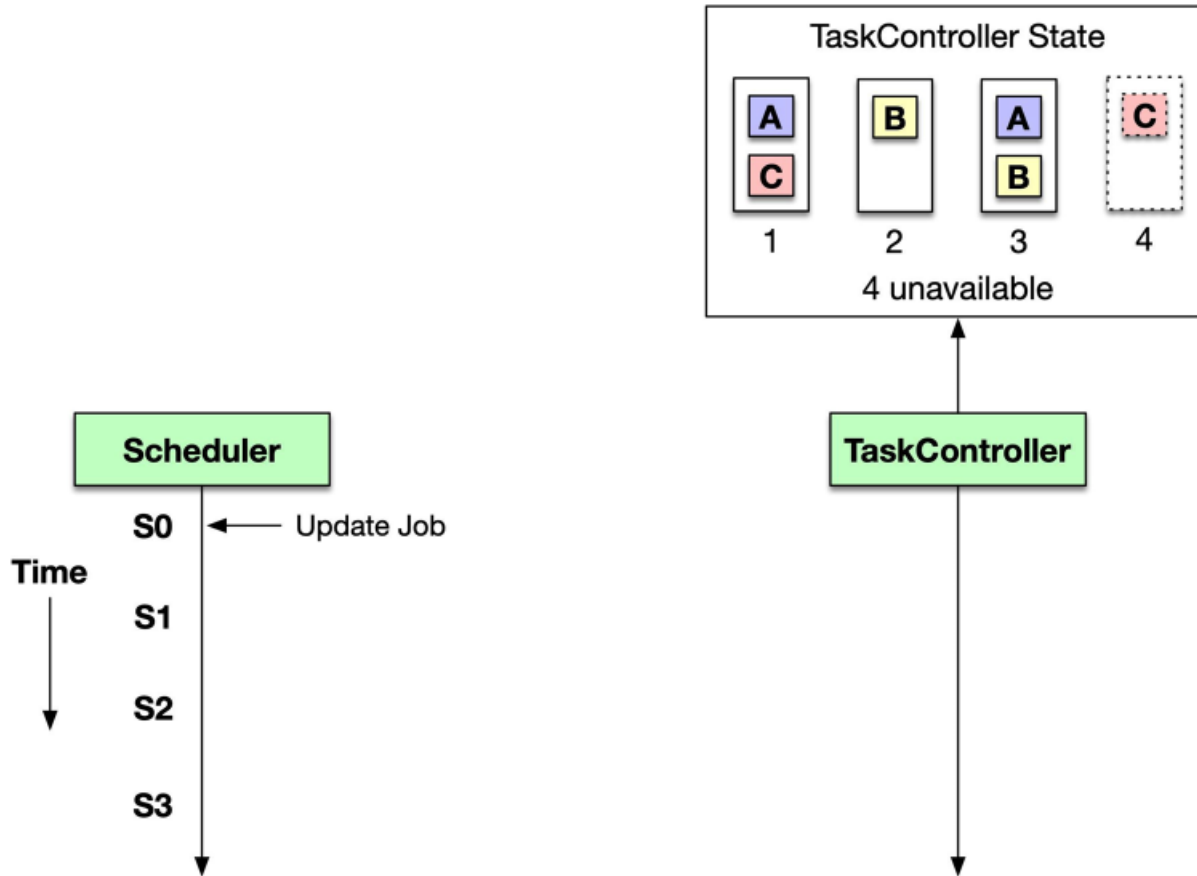 TaskController State
A B A C
C B
1 2 3 4
4 unavailable
Scheduler TaskController
S0 Update Job
Time
S1
S2
S3